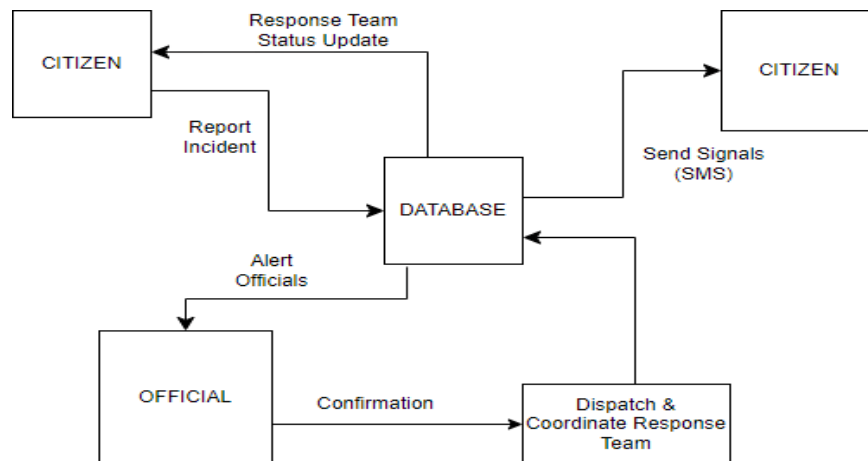 Response Team
Status Update
CITIZEN
CITIZEN
Report
Incident
Send Signals
(SMS)
DATABASE
Alert
Officials
OFFICIAL
Confirmation
Dispatch &
Coordinate Response
Team